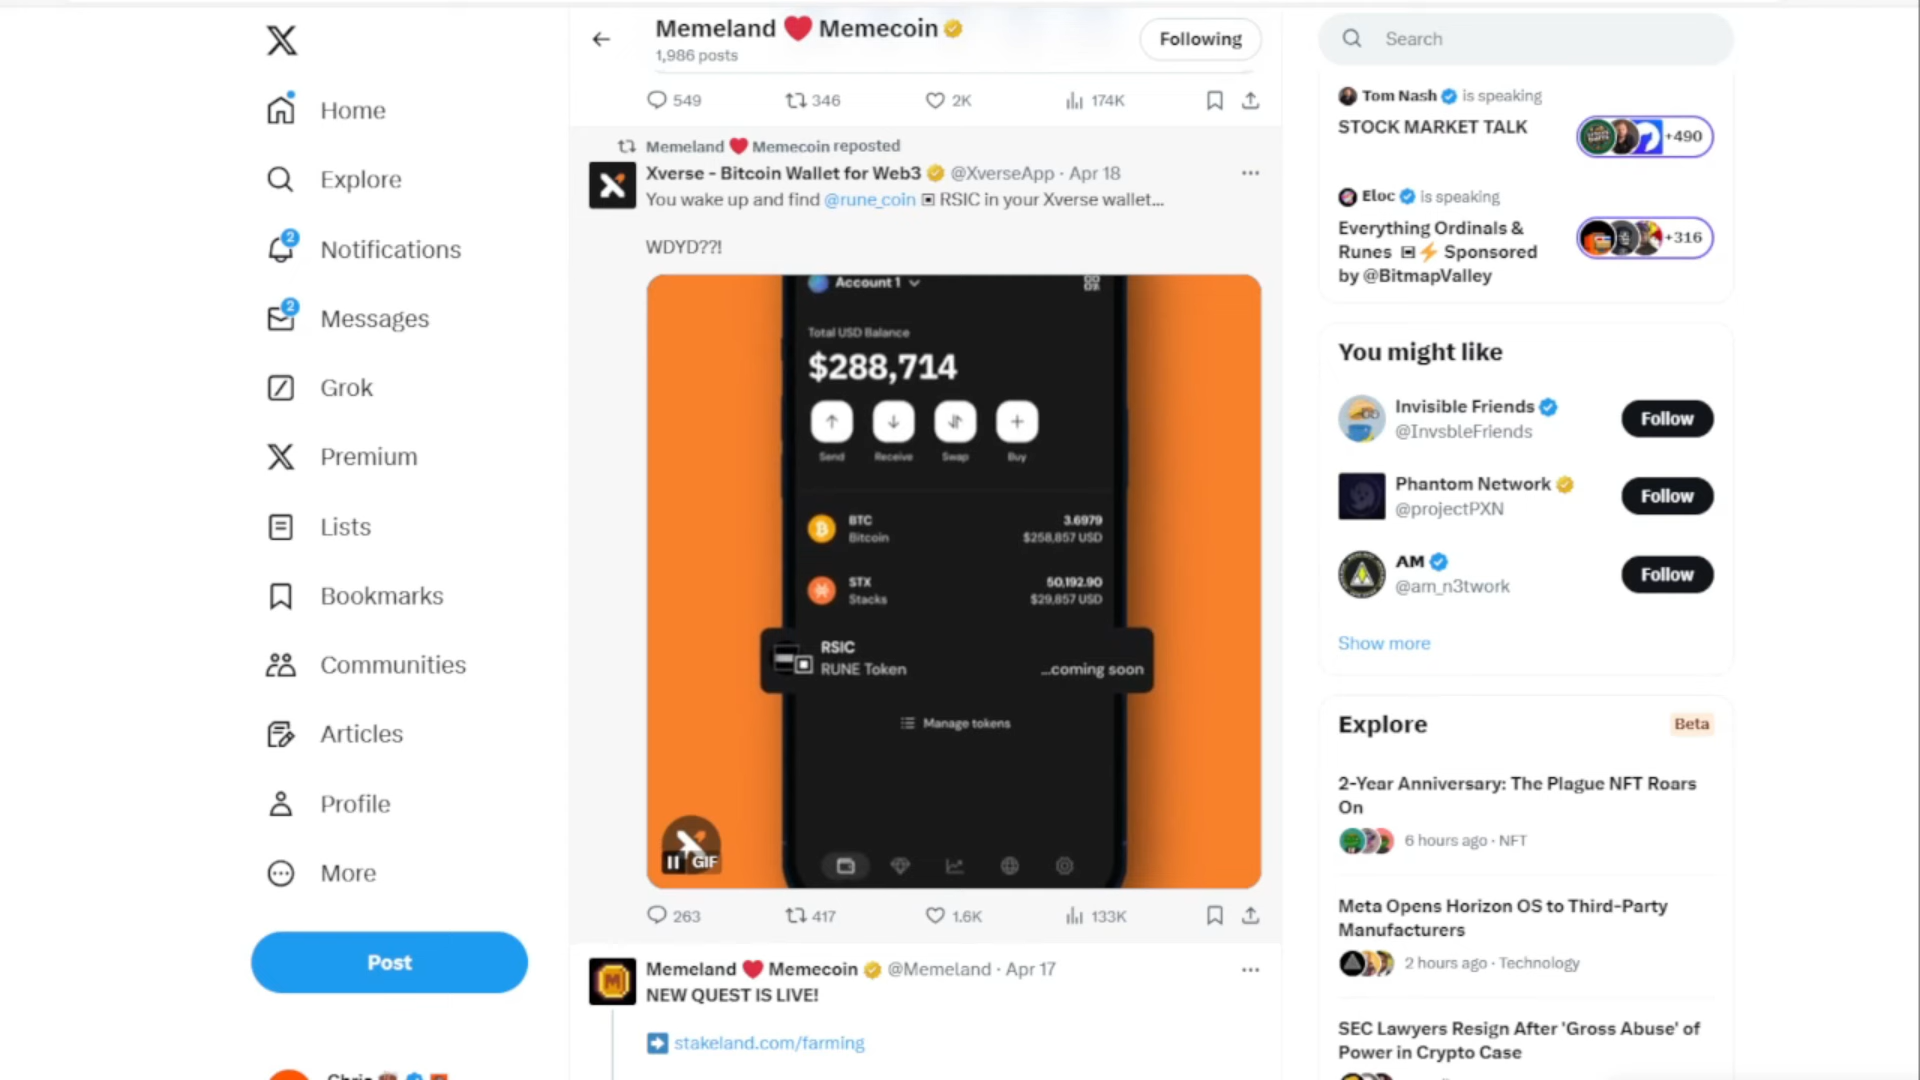 Home
Explore
2
Notifications
2
Messages
Grok
Premium
Lists
Bookmarks
Communities
Articles
Profile
More
Post
Memeland ❤️ Memecoin
1,986 posts
Following
549 346 2K 174K
Memeland ❤️ Memecoin reposted
Xverse - Bitcoin Wallet for Web3 @XverseApp · Apr 18
You wake up and find @rune_coin ▣ RSIC in your Xverse wallet...
WDYD??!
Account 1
Total USD Balance
$288,714
Send Receive Swap Buy
BTC 3.6979
Bitcoin $258,857 USD
STX 50,192.90
Stacks $29,857 USD
RSIC
RUNE Token ...coming soon
Manage tokens
GIF
263 417 1.6K 133K
Memeland ❤️ Memecoin @Memeland · Apr 17
NEW QUEST IS LIVE!
➡️ stakeland.com/farming
Search
Tom Nash is speaking
STOCK MARKET TALK
+490
Eloc is speaking
Everything Ordinals &
Runes ▣⚡ Sponsored
by @BitmapValley
+316
You might like
Invisible Friends
@InvsbleFriends
Follow
Phantom Network
@projectPXN
Follow
AM
@am_n3twork
Follow
Show more
Explore
Beta
2-Year Anniversary: The Plague NFT Roars
On
6 hours ago · NFT
Meta Opens Horizon OS to Third-Party
Manufacturers
2 hours ago · Technology
SEC Lawyers Resign After 'Gross Abuse' of
Power in Crypto Case